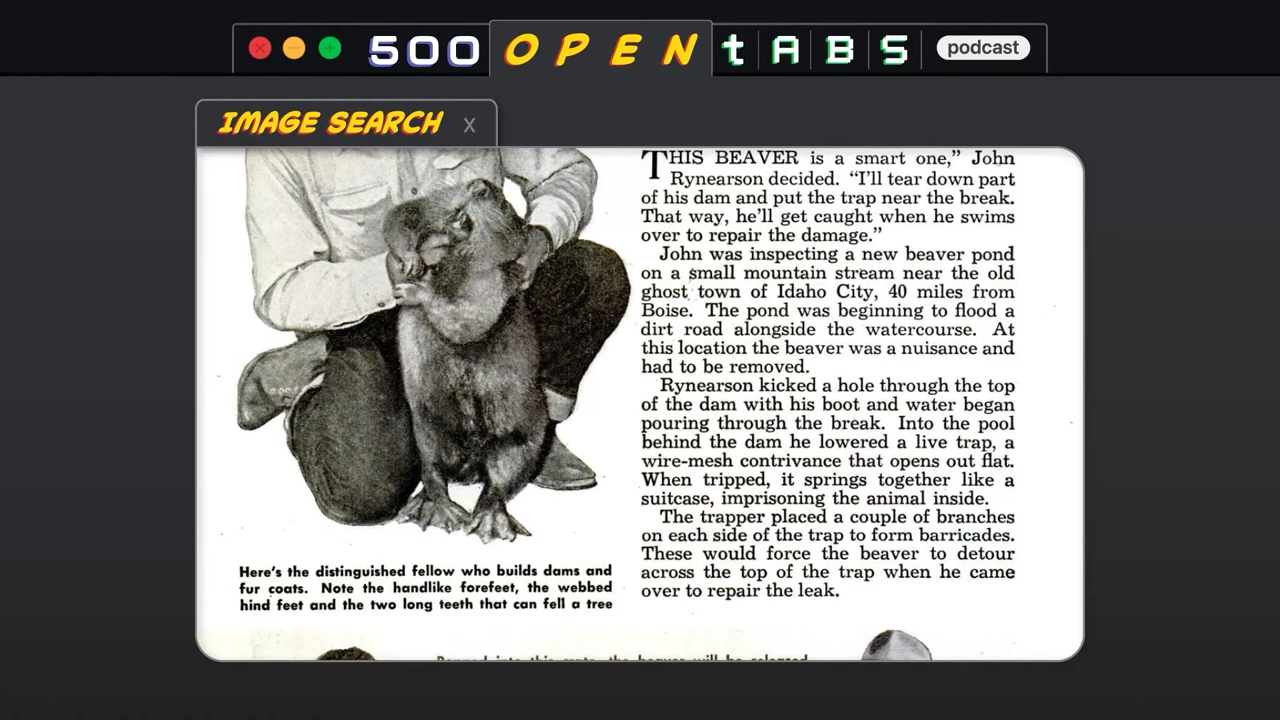 500 OPEN tABS podcast
IMAGE SEARCH x
THIS BEAVER is a smart one,” John
Rynearson decided. “I'll tear down part
of his dam and put the trap near the break.
That way, he'll get caught when he swims
over to repair the damage.”
John was inspecting a new beaver pond
on a small mountain stream near the old
ghost town of Idaho City, 40 miles from
Boise. The pond was beginning to flood a
dirt road alongside the watercourse. At
this location the beaver was a nuisance and
had to be removed.
Rynearson kicked a hole through the top
of the dam with his boot and water began
pouring through the break. Into the pool
behind the dam he lowered a live trap, a
wire-mesh contrivance that opens out flat.
When tripped, it springs together like a
suitcase, imprisoning the animal inside.
The trapper placed a couple of branches
on each side of the trap to form barricades.
These would force the beaver to detour
across the top of the trap when he came
over to repair the leak.
Here's the distinguished fellow who builds dams and
fur coats. Note the handlike forefeet, the webbed
hind feet and the two long teeth that can fell a tree
into this the beaver will be released